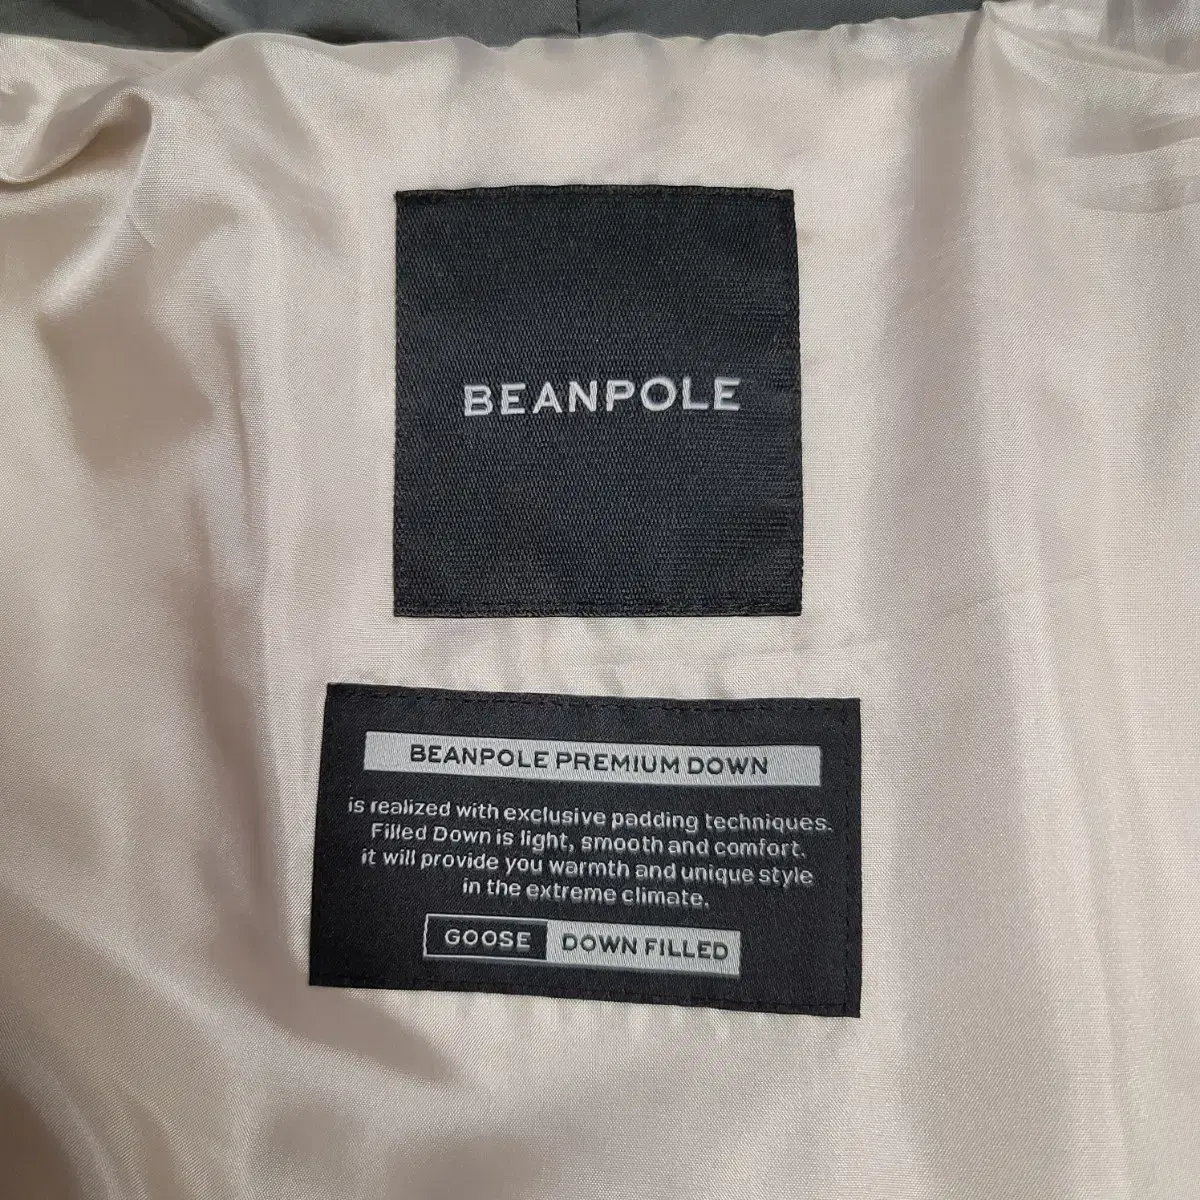 BEANPOLE
BEANPOLE PREMIUM DOWN
is realized with exclusive padding techniques.
Filled Down is light, smooth and comfort.
it will provide you warmth and unique style
in the extreme climate.
GOOSE DOWN FILLED